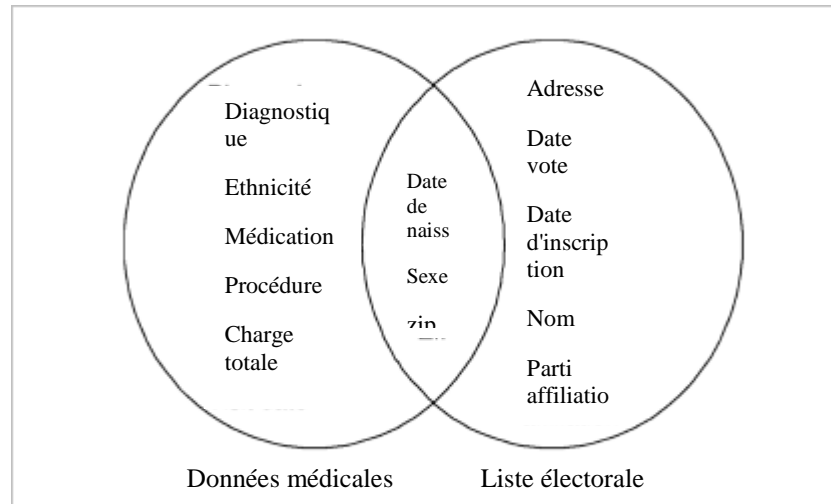 Diagnostiq
ue
Ethnicité
Médication
Procédure
Charge
totale
Date
de
naiss
Sexe
zip
Adresse
Date
vote
Date
d'inscrip
tion
Nom
Parti
affiliatio
Données médicales
Liste électorale